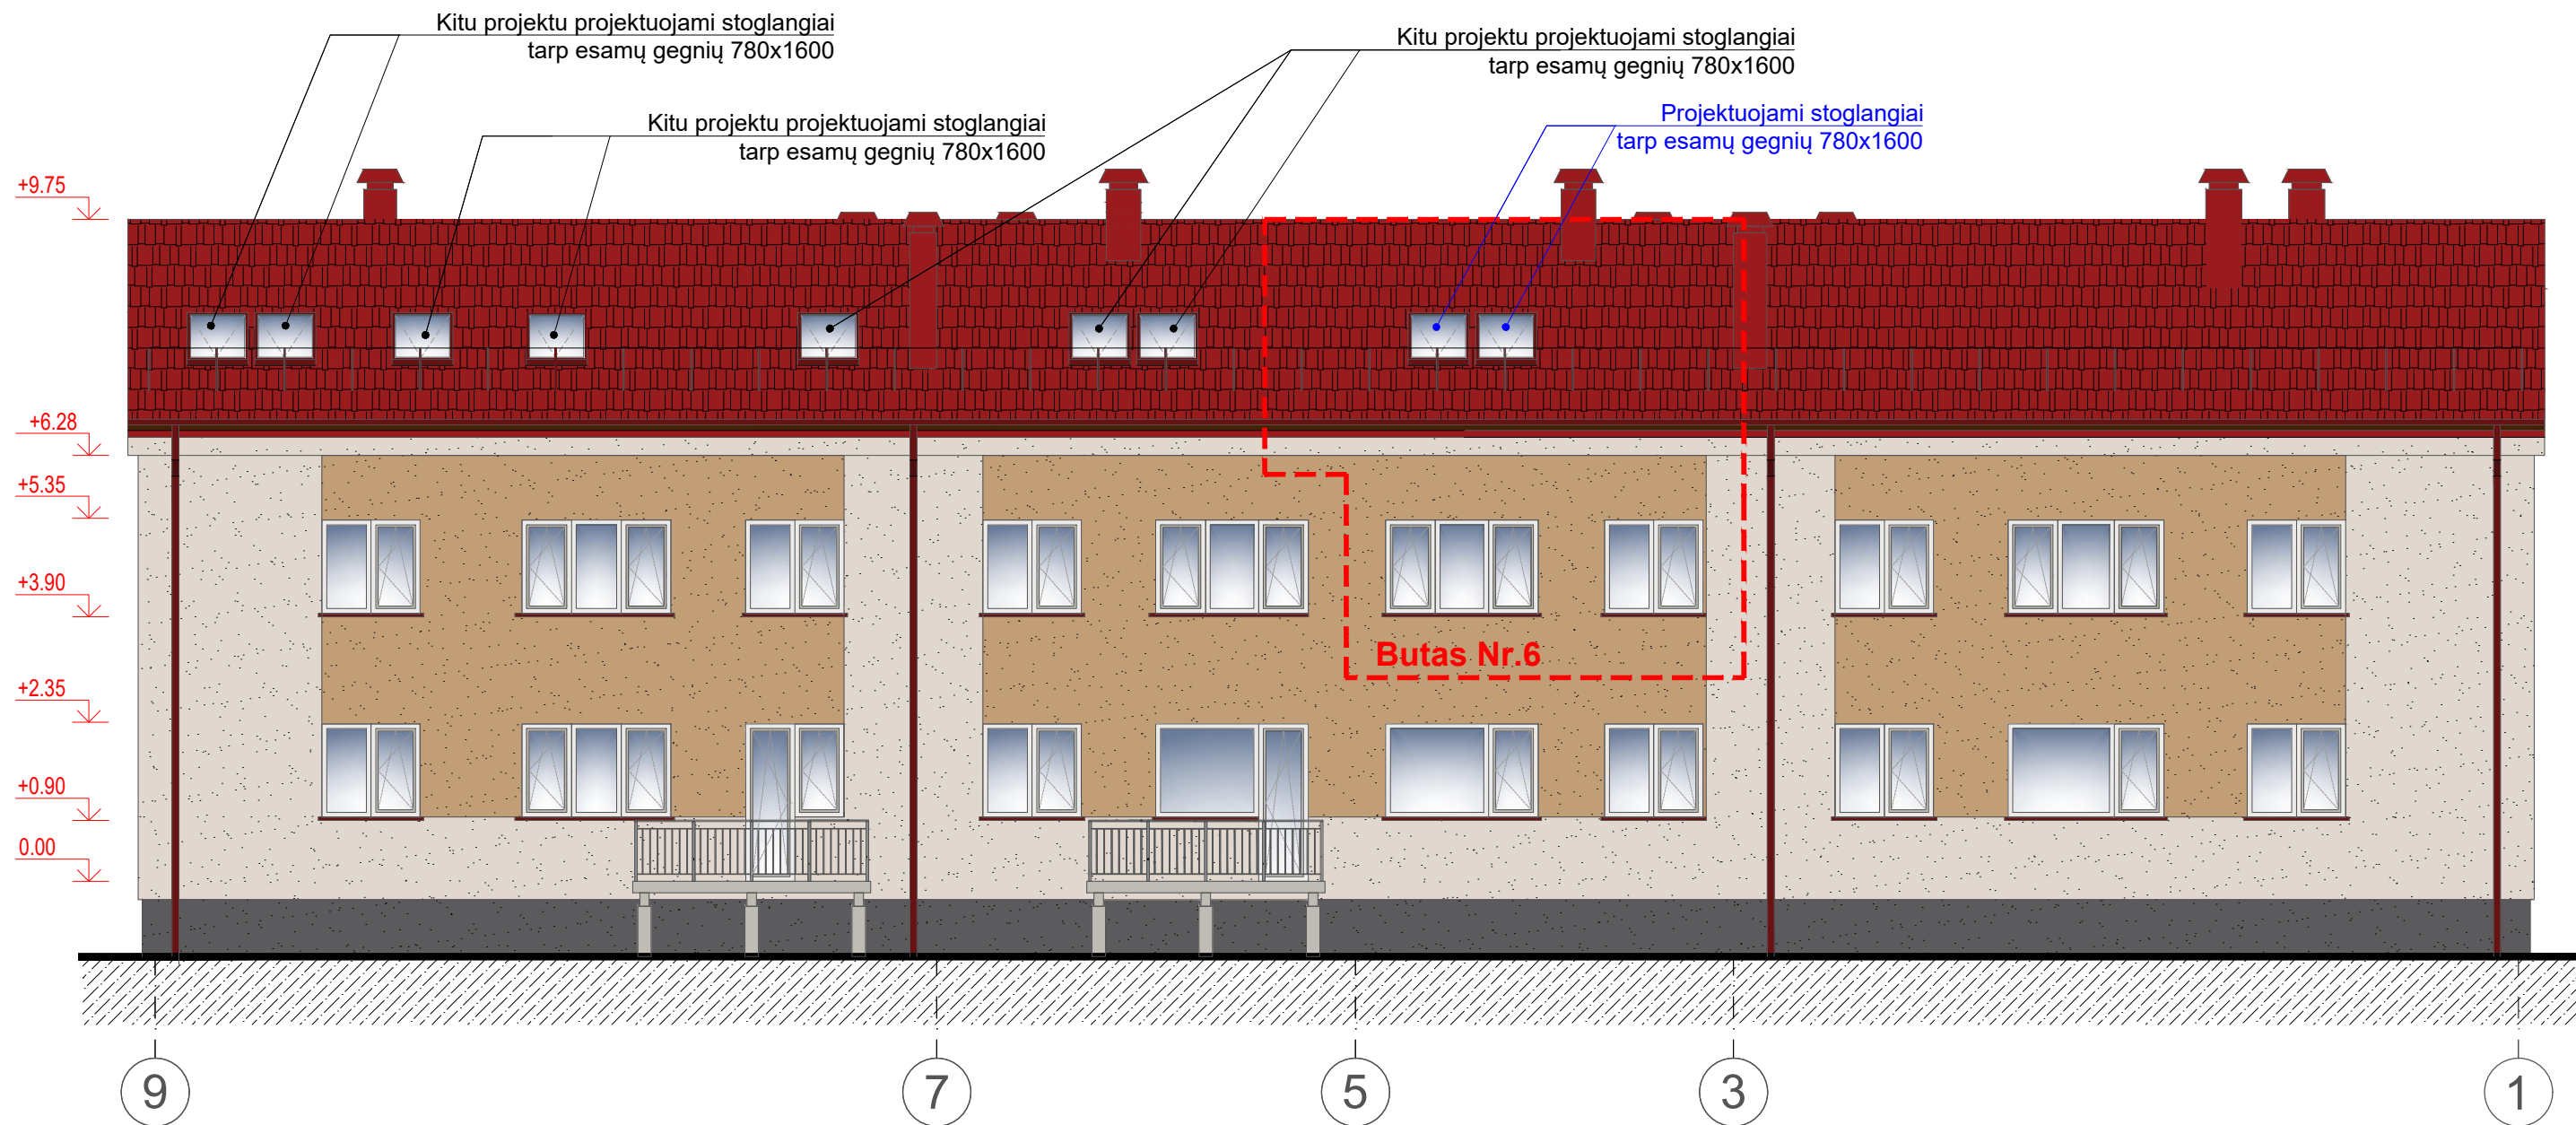 Kitu projektu projektuojami stoglangiai
tarp esamų gegnių 780x1600
Kitu projektu projektuojami stoglangiai
tarp esamų gegnių 780x1600
Projektuojami stoglangiai
tarp esamų gegnių 780x1600
Kitu projektu projektuojami stoglangiai
tarp esamų gegnių 780x1600
+9.75
+6.28
+5.35
+3.90
Butas Nr.6
+2.35
+0.90
0.00
9
7
5
3
1